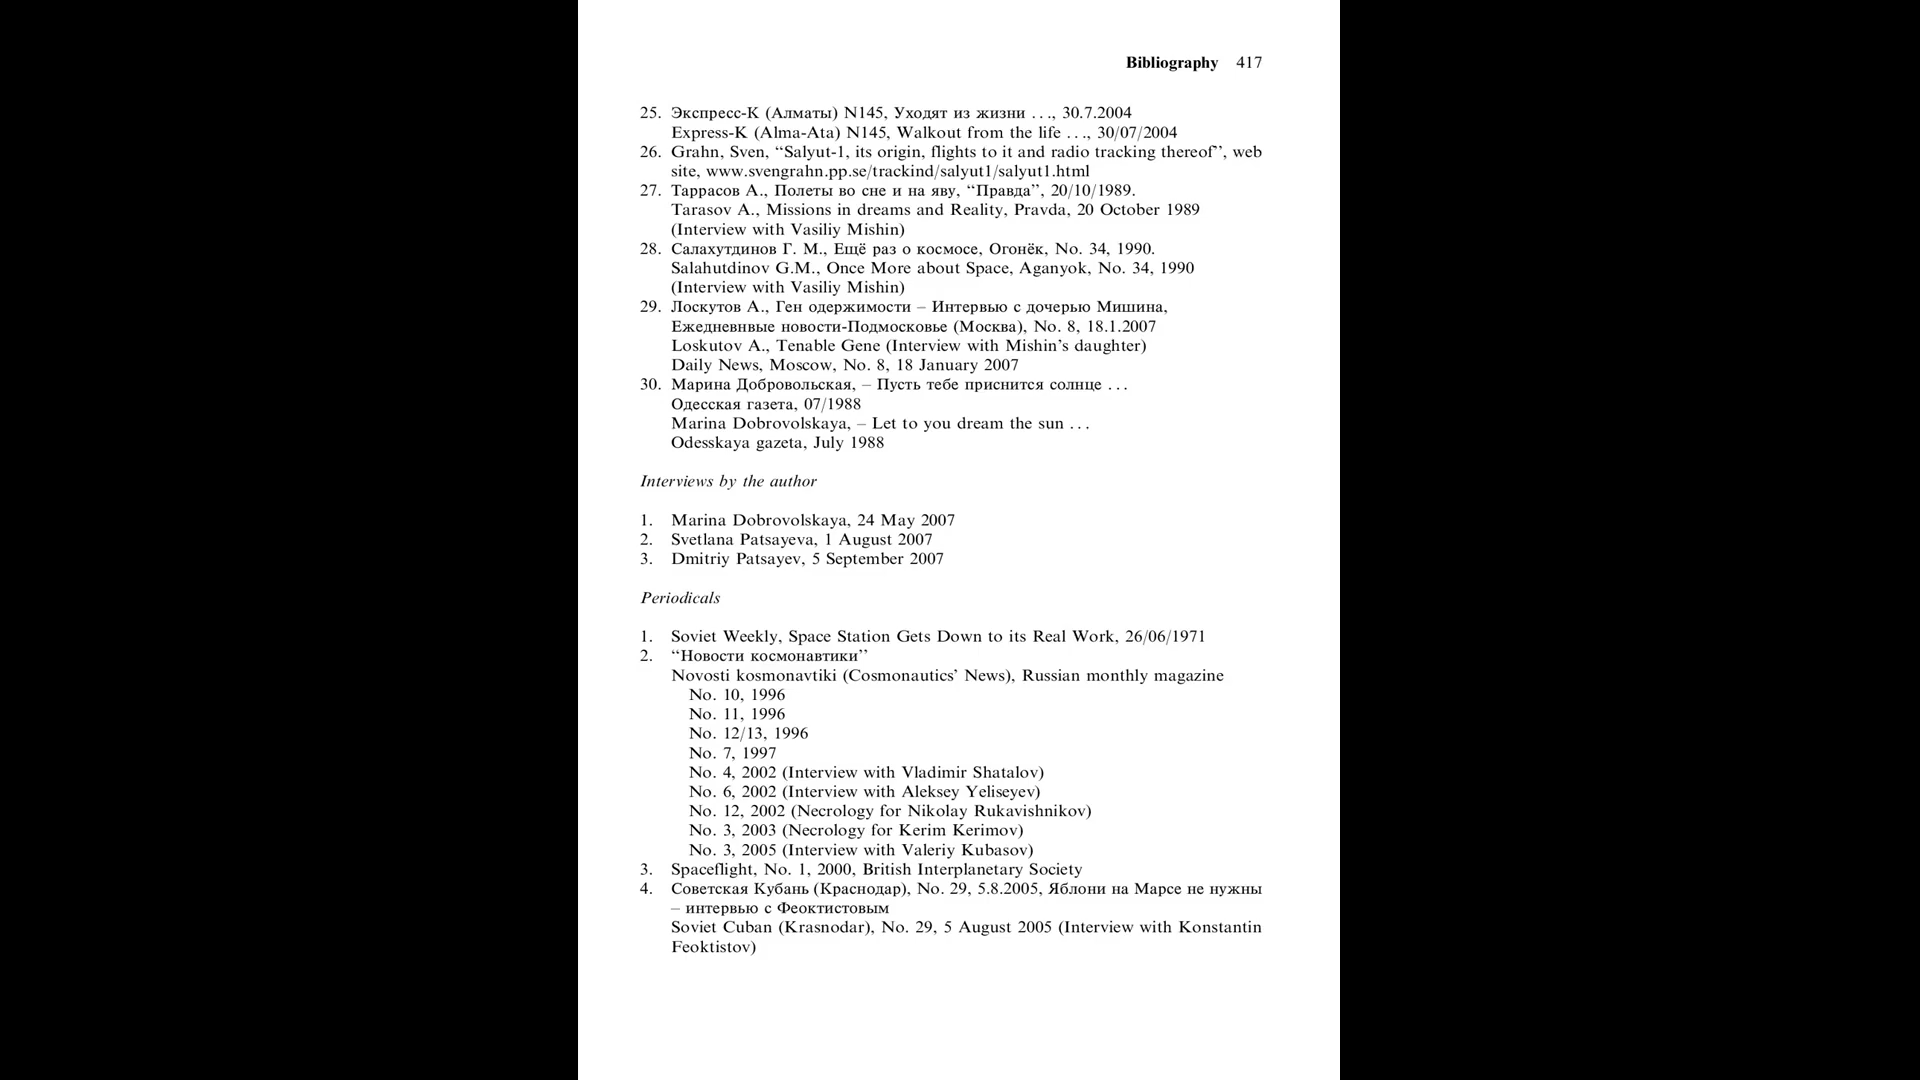 Bibliography 417
25. Экспресс-К (Алматы) N145, Уходят из жизни . . ., 30.7.2004
Express-K (Alma-Ata) N145, Walkout from the life . . ., 30/07/2004
26. Grahn, Sven, “Salyut-1, its origin, flights to it and radio tracking thereof”, web
site, www.svengrahn.pp.se/trackind/salyut1/salyut1.html
27. Таррасов А., Полеты во сне и на яву, “Правда”, 20/10/1989.
Tarasov A., Missions in dreams and Reality, Pravda, 20 October 1989
(Interview with Vasiliy Mishin)
28. Салахутдинов Г. М., Ещё раз о космосе, Огонёк, No. 34, 1990.
Salahutdinov G.M., Once More about Space, Aganyok, No. 34, 1990
(Interview with Vasiliy Mishin)
29. Лоскутов А., Ген одержимости – Интервью с дочерью Мишина,
Ежедневнвые новости-Подмосковье (Москва), No. 8, 18.1.2007
Loskutov A., Tenable Gene (Interview with Mishin’s daughter)
Daily News, Moscow, No. 8, 18 January 2007
30. Марина Добровольская, – Пусть тебе приснится солнце . . .
Одесская газета, 07/1988
Marina Dobrovolskaya, – Let to you dream the sun . . .
Odesskaya gazeta, July 1988
Interviews by the author
1. Marina Dobrovolskaya, 24 May 2007
2. Svetlana Patsayeva, 1 August 2007
3. Dmitriy Patsayev, 5 September 2007
Periodicals
1. Soviet Weekly, Space Station Gets Down to its Real Work, 26/06/1971
2. “Новости космонавтики”
Novosti kosmonavtiki (Cosmonautics’ News), Russian monthly magazine
No. 10, 1996
No. 11, 1996
No. 12/13, 1996
No. 7, 1997
No. 4, 2002 (Interview with Vladimir Shatalov)
No. 6, 2002 (Interview with Aleksey Yeliseyev)
No. 12, 2002 (Necrology for Nikolay Rukavishnikov)
No. 3, 2003 (Necrology for Kerim Kerimov)
No. 3, 2005 (Interview with Valeriy Kubasov)
3. Spaceflight, No. 1, 2000, British Interplanetary Society
4. Советская Кубань (Краснодар), No. 29, 5.8.2005, Яблони на Марсе не нужны
– интервью с Феоктистовым
Soviet Cuban (Krasnodar), No. 29, 5 August 2005 (Interview with Konstantin
Feoktistov)